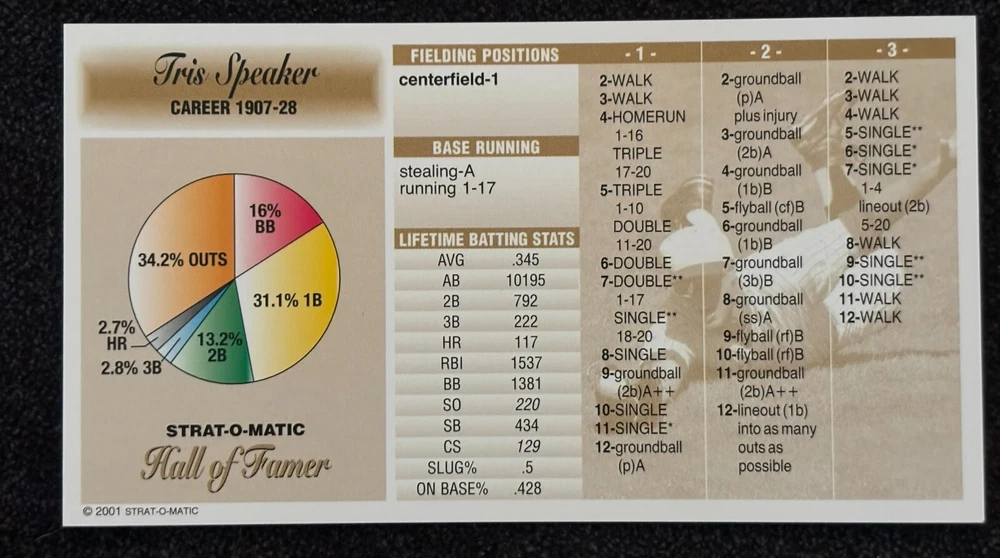 Tris Speaker
CAREER 1907-28
16%
BB
34.2% OUTS
31.1% 1B
2.7%
HR
13.2%
2B
2.8% 3B
STRAT-O-MATIC
Hall of Famer
© 2001 STRAT-O-MATIC
FIELDING POSITIONS
centerfield-1
BASE RUNNING
stealing-A
running 1-17
LIFETIME BATTING STATS
AVG .345
AB 10195
2B 792
3B 222
HR 117
RBI 1537
BB 1381
SO 220
SB 434
CS 129
SLUG% .5
ON BASE% .428
- 1 -
2-WALK
3-WALK
4-HOMERUN
1-16
TRIPLE
17-20
5-TRIPLE
1-10
DOUBLE
11-20
6-DOUBLE
7-DOUBLE**
1-17
SINGLE**
18-20
8-SINGLE
9-groundball
(2b)A++
10-SINGLE
11-SINGLE*
12-groundball
(p)A
- 2 -
2-groundball
(p)A
plus injury
3-groundball
(2b)A
4-groundball
(1b)B
5-flyball (cf)B
6-groundball
(1b)B
7-groundball
(3b)B
8-groundball
(ss)A
9-flyball (rf)B
10-flyball (rf)B
11-groundball
(2b)A++
12-lineout (1b)
into as many
outs as
possible
- 3 -
2-WALK
3-WALK
4-WALK
5-SINGLE**
6-SINGLE*
7-SINGLE*
1-4
lineout (2b)
5-20
8-WALK
9-SINGLE**
10-SINGLE**
11-WALK
12-WALK